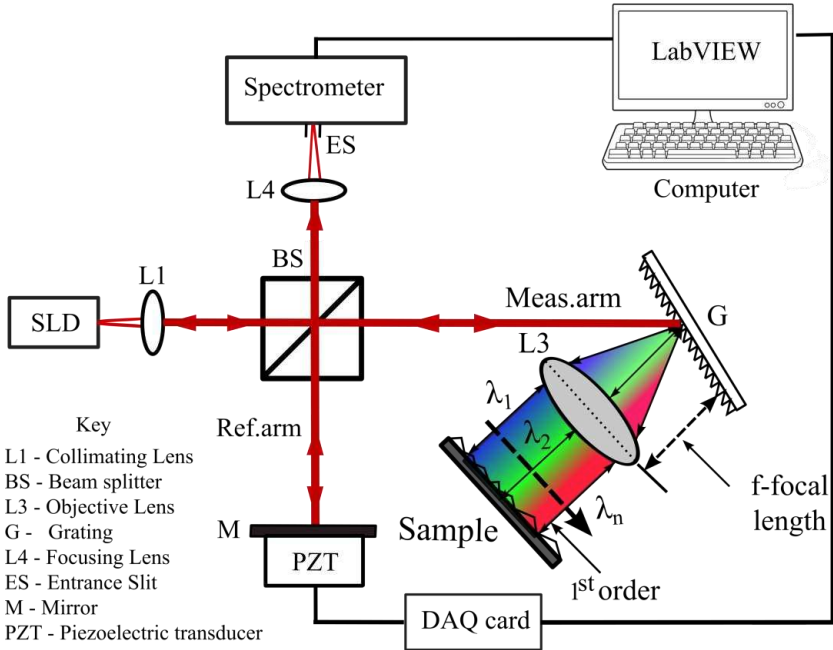 LabVIEW
Spectrometer
ES
L4
Computer
BS
L1
Meas.arm
G
SLD
L3
λ1
λ2
Ref.arm
Key
L1 - Collimating Lens
BS - Beam splitter
L3 - Objective Lens
G - Grating
L4 - Focusing Lens
ES - Entrance Slit
M - Mirror
PZT - Piezoelectric transducer
f-focal
length
λn
M
Sample
PZT
1st order
DAQ card